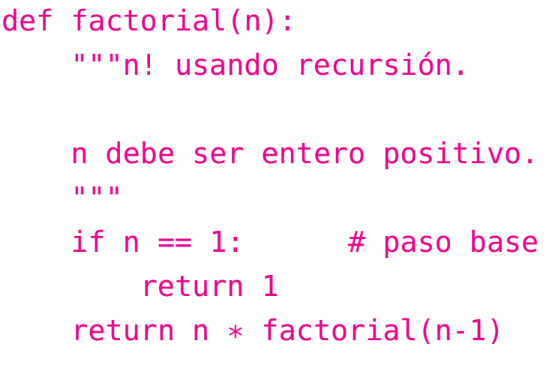 def factorial(n):
    """n! usando recursión.

    n debe ser entero positivo.
    """
    if n == 1:      # paso base
        return 1
    return n * factorial(n-1)